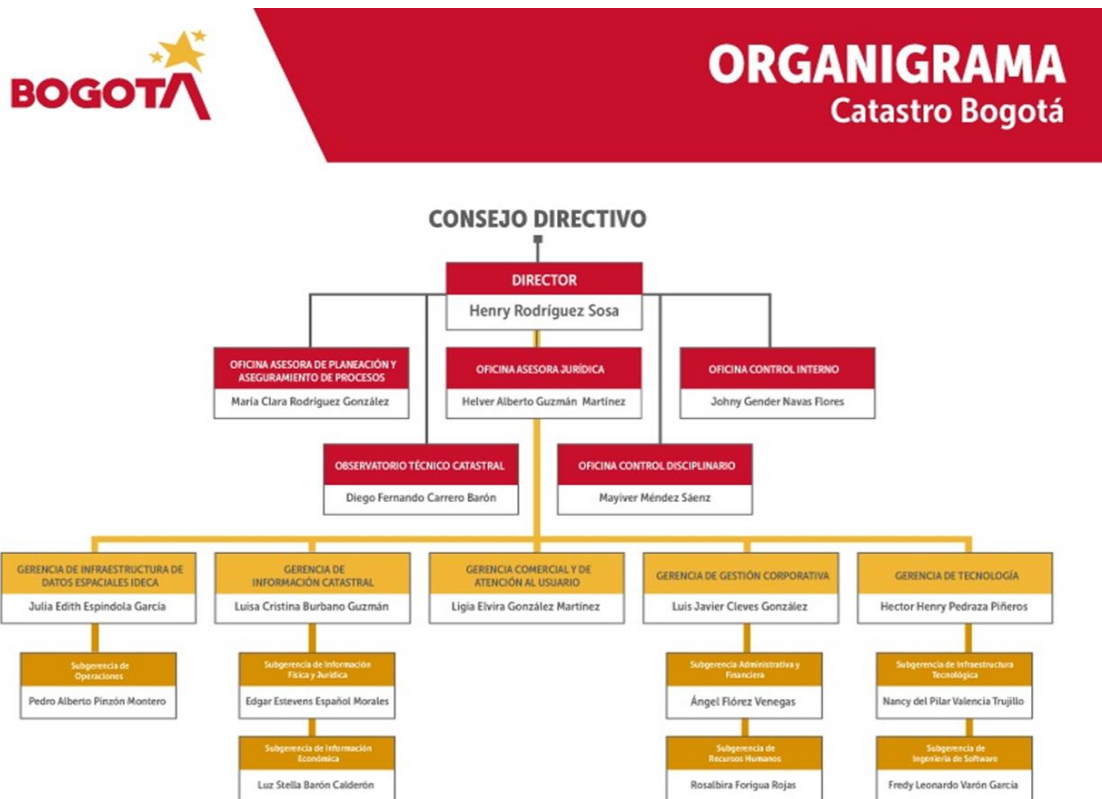 BOGOTÁ
ORGANIGRAMA
Catastro Bogotá
CONSEJO DIRECTIVO
DIRECTOR
Henry Rodríguez Sosa
OFICINA ASESORA DE PLANEACIÓN Y
ASEGURAMIENTO DE PROCESOS
María Clara Rodríguez González
OFICINA ASESORA JURÍDICA
Helver Alberto Guzmán Martínez
OFICINA CONTROL INTERNO
Johny Gender Navas Flores
OBSERVATORIO TÉCNICO CATASTRAL
Diego Fernando Carrero Barón
OFICINA CONTROL DISCIPLINARIO
Mayiver Méndez Sáenz
GERENCIA DE INFRAESTRUCTURA DE
DATOS ESPACIALES IDECA
Julia Edith Espindola García
GERENCIA DE
INFORMACIÓN CATASTRAL
Luisa Cristina Burbano Guzmán
GERENCIA COMERCIAL Y DE
ATENCIÓN AL USUARIO
Ligia Elvira González Martínez
GERENCIA DE GESTIÓN CORPORATIVA
Luis Javier Cleves González
GERENCIA DE TECNOLOGÍA
Hector Henry Pedraza Piñeros
Subgerencia de
Operaciones
Pedro Alberto Pinzón Montero
Subgerencia de Información
Física y Jurídica
Edgar Estevens Español Morales
Subgerencia Administrativa y
Financiera
Ángel Flórez Venegas
Subgerencia de Infraestructura
Tecnológica
Nancy del Pilar Valencia Trujillo
Subgerencia de Información
Económica
Luz Stella Barón Calderón
Subgerencia de
Recursos Humanos
Rosalbira Forigua Rojas
Subgerencia de
Ingeniería de Software
Fredy Leonardo Varón García